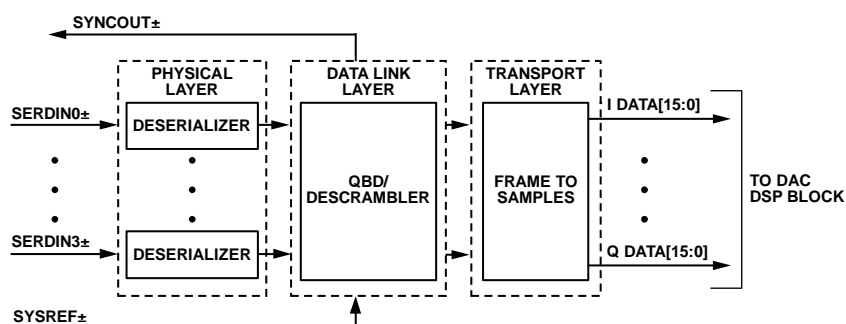 SYNCOUT±
PHYSICAL
LAYER
DATA LINK
LAYER
TRANSPORT
LAYER
SERDIN0±
DESERIALIZER
I DATA[15:0]
QBD/
DESCRAMBLER
FRAME TO
SAMPLES
TO DAC
DSP BLOCK
SERDIN3±
DESERIALIZER
Q DATA[15:0]
SYSREF±